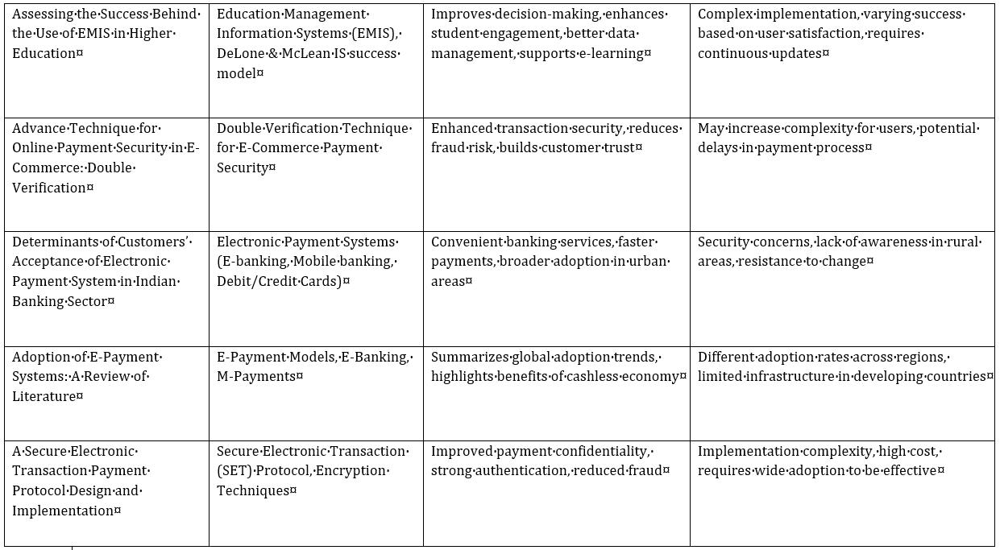 Assessing the Success Behind
the Use of EMIS in Higher
Education¤
Education Management
Information Systems (EMIS),
DeLone & McLean IS success
model¤
Improves decision-making, enhances
student engagement, better data
management, supports e-learning¤
Complex implementation, varying success
based on user satisfaction, requires
continuous updates¤
Advance Technique for
Online Payment Security in E-
Commerce: Double
Verification¤
Double Verification Technique
for E-Commerce Payment
Security¤
Enhanced transaction security, reduces
fraud risk, builds customer trust¤
May increase complexity for users, potential
delays in payment process¤
Determinants of Customers’
Acceptance of Electronic
Payment System in Indian
Banking Sector¤
Electronic Payment Systems
(E-banking, Mobile banking,
Debit/Credit Cards)¤
Convenient banking services, faster
payments, broader adoption in urban
areas¤
Security concerns, lack of awareness in rural
areas, resistance to change¤
Adoption of E-Payment
Systems: A Review of
Literature¤
E-Payment Models, E-Banking,
M-Payments¤
Summarizes global adoption trends,
highlights benefits of cashless economy¤
Different adoption rates across regions,
limited infrastructure in developing countries¤
A Secure Electronic
Transaction Payment
Protocol Design and
Implementation¤
Secure Electronic Transaction
(SET) Protocol, Encryption
Techniques¤
Improved payment confidentiality,
strong authentication, reduced fraud¤
Implementation complexity, high cost,
requires wide adoption to be effective¤